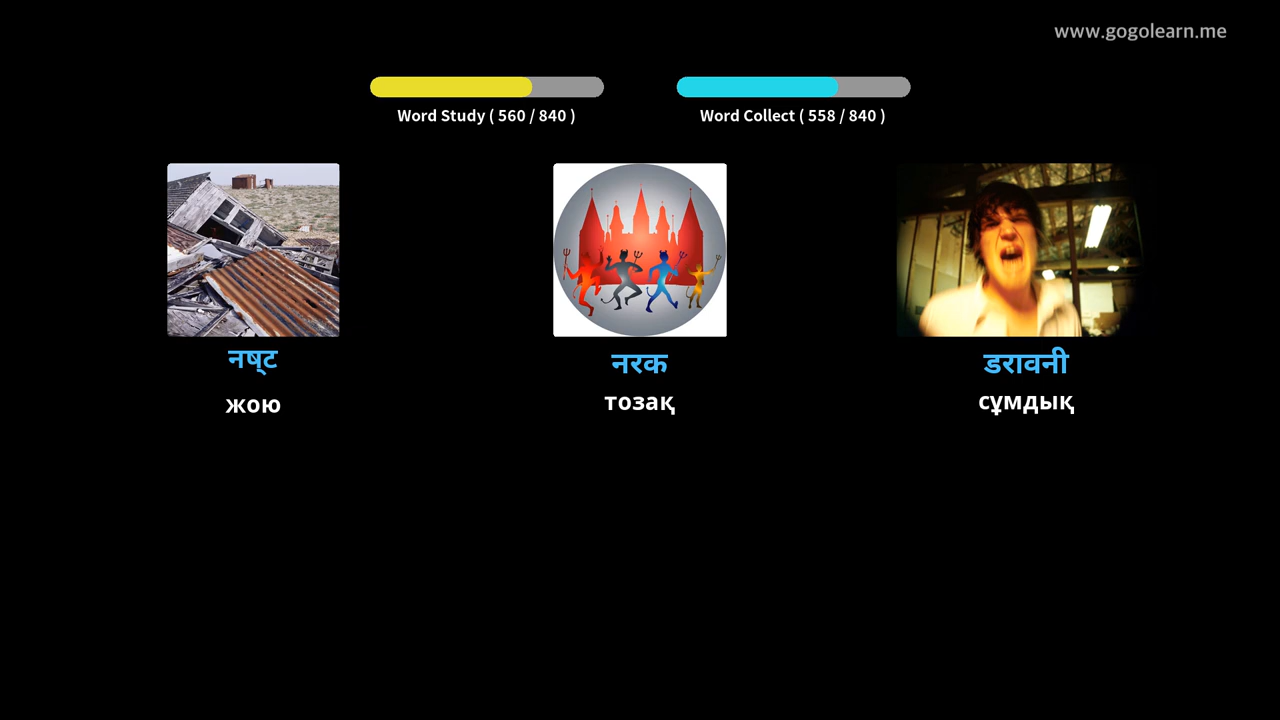 www.gogolearn.me
Word Study ( 560 / 840 )
Word Collect ( 558 / 840 )
नष्ट
नरक
डरावनी
жою
тозақ
сұмдық